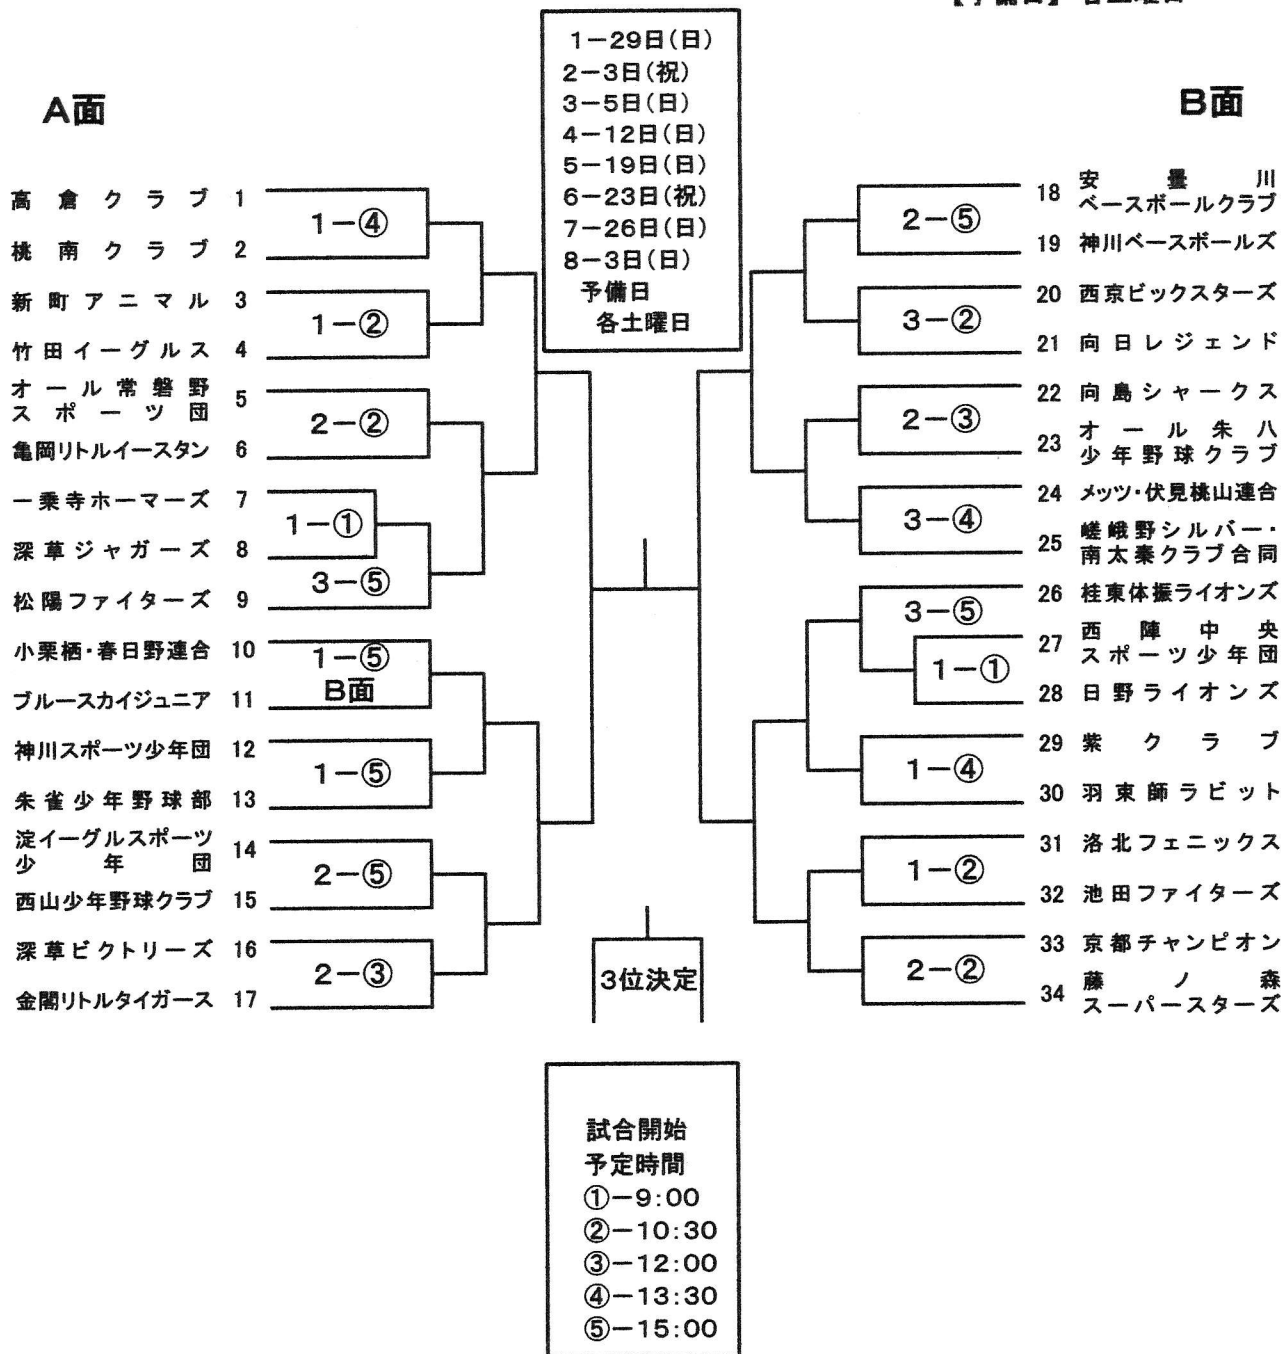 1－29日(日)
2－3日(祝)
3－5日(日)
4－12日(日)
5－19日(日)
6－23日(祝)
7－26日(日)
8－3日(日)
予備日
各土曜日
A面
高倉クラブ 1
桃南クラブ 2
1－④
新町アニマル 3
竹田イーグルス 4
1－②
オール常磐野
スポーツ団 5
亀岡リトルイースタン 6
2－②
一乗寺ホーマーズ 7
深草ジャガーズ 8
1－①
松陽ファイターズ 9
3－⑤
小栗栖・春日野連合 10
ブルースカイジュニア 11
1－⑤
B面
神川スポーツ少年団 12
朱雀少年野球部 13
1－⑤
淀イーグルスポーツ
少年団 14
西山少年野球クラブ 15
2－⑤
深草ビクトリーズ 16
金閣リトルタイガース 17
2－③
B面
18 安曇川
ベースボールクラブ
19 神川ベースボールズ
2－⑤
20 西京ビックスターズ
21 向日レジェンド
3－②
22 向島シャークス
23 オール朱八
少年野球クラブ
2－③
24 メッツ・伏見桃山連合
25 嵯峨野シルバー・
南太秦クラブ合同
3－④
26 桂東体振ライオンズ
3－⑤
27 西陣中央
スポーツ少年団
28 日野ライオンズ
1－①
29 紫クラブ
30 羽東師ラビット
1－④
31 洛北フェニックス
32 池田ファイターズ
1－②
33 京都チャンピオン
34 藤ノ森
スーパースターズ
2－②
3位決定
試合開始
予定時間
①－9:00
②－10:30
③－12:00
④－13:30
⑤－15:00